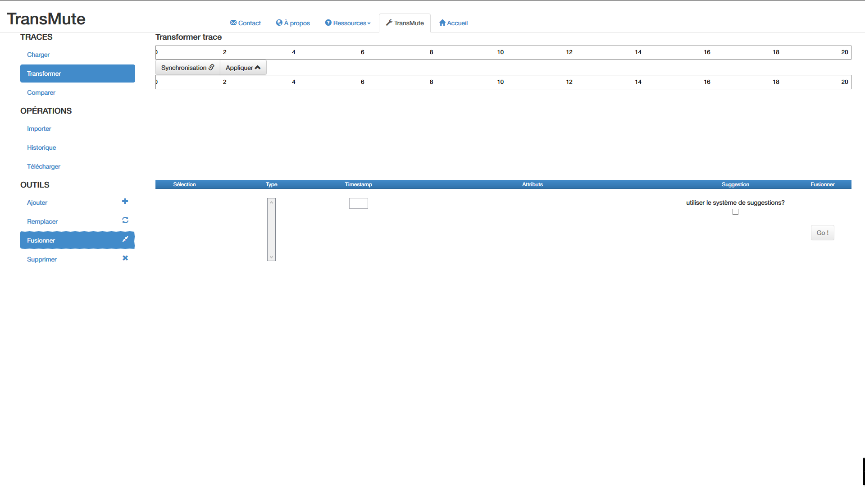 TransMute
Contact À propos Ressources TransMute Accueil
TRACES
Charger
Transformer
Comparer
OPÉRATIONS
Importer
Historique
Télécharger
OUTILS
Ajouter
Remplacer
Fusionner
Supprimer
Transformer trace
0 2 4 6 8 10 12 14 16 18 20
Synchronisation Appliquer
0 2 4 6 8 10 12 14 16 18 20
Sélection Type Timestamp Attributs Suggestion Fusionner
utiliser le système de suggestions?
Go !